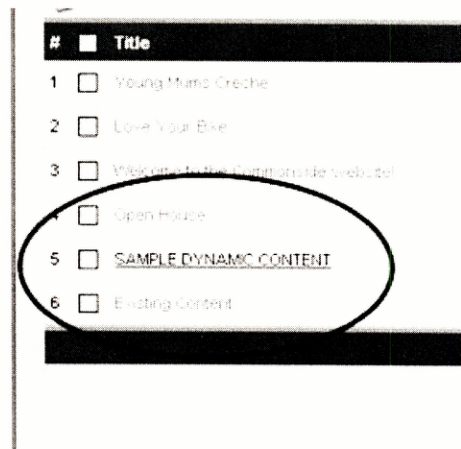 # Title
1 Young Mums Creche
2 Love Your Bike
3 Welcome to the Commonside website!
4 Open House
5 SAMPLE DYNAMIC CONTENT
6 Existing Content